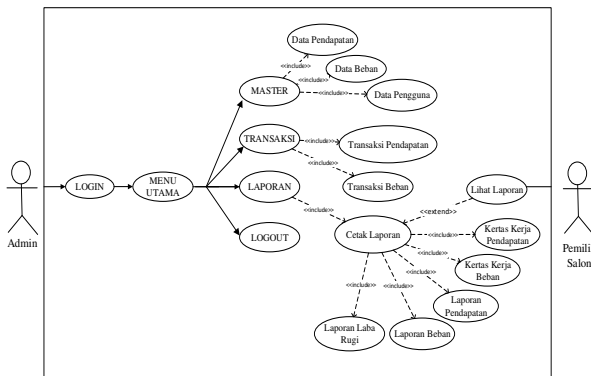 Data Pendapatan
<<include>>
Data Beban
<<include>>
MASTER
<<include>>
Data Pengguna
TRANSAKSI
<<include>>
Transaksi Pendapatan
<<include>>
Transaksi Beban
LOGIN
MENU
UTAMA
LAPORAN
Lihat Laporan
<<include>>
<<extend>>
Admin
LOGOUT
Cetak Laporan
<<include>>
Kertas Kerja
Pendapatan
<<include>>
Kertas Kerja
Beban
<<include>>
Laporan
Pendapatan
<<include>>
Laporan Beban
<<include>>
Laporan Laba
Rugi
Pemilik
Salon